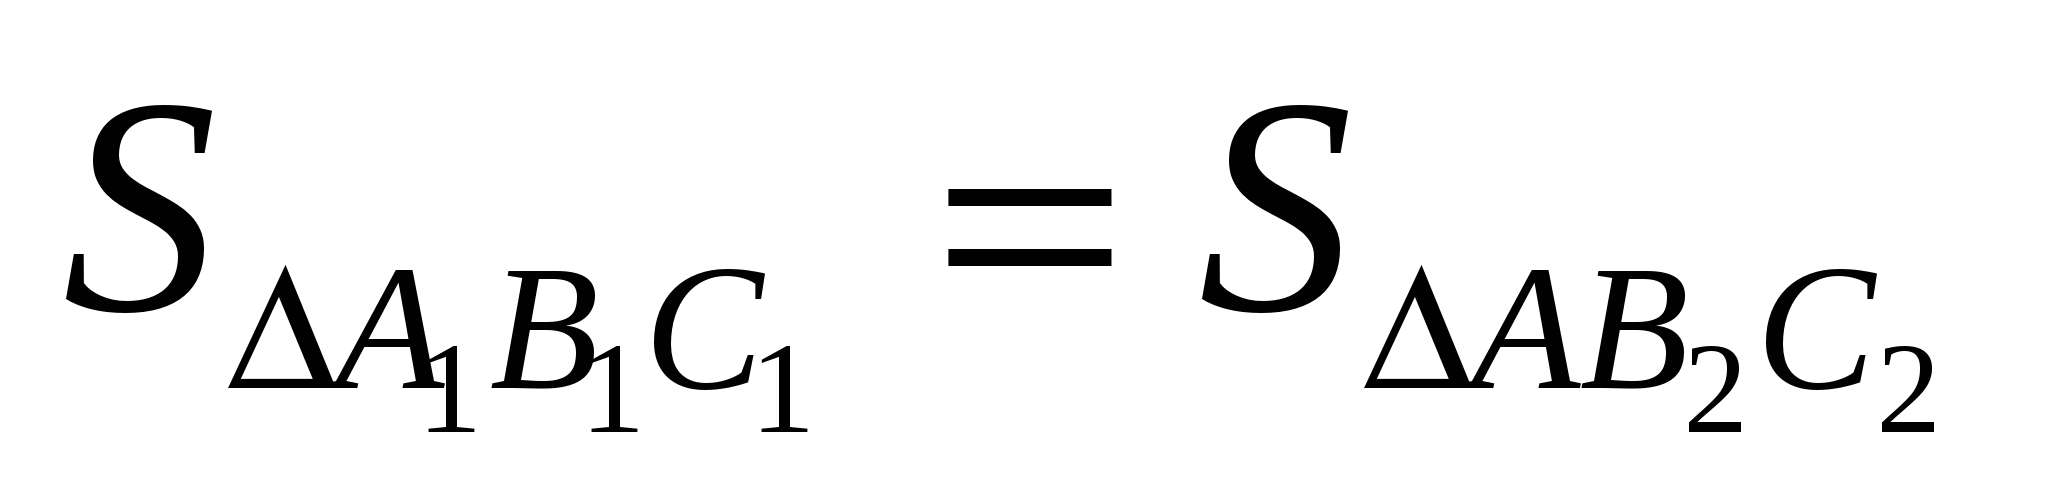 S_{ΔA_1B_1C_1} = S_{ΔAB_2C_2}